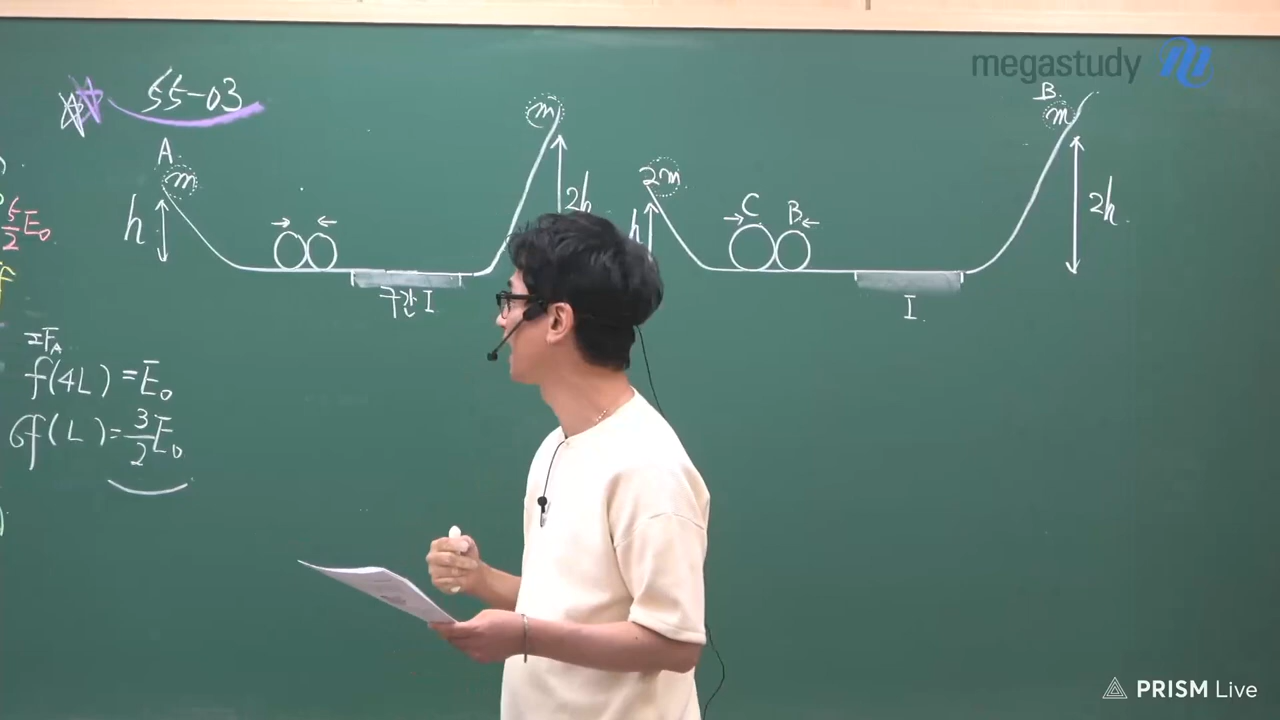 megastudy
55-03
A
m
h
m
2h
구간 I
2m
h
C
B
B
m
2h
I
5/2 E₀
ΣF_A
f(4L) = E₀
6f(L) = 3/2 E₀
PRISM Live